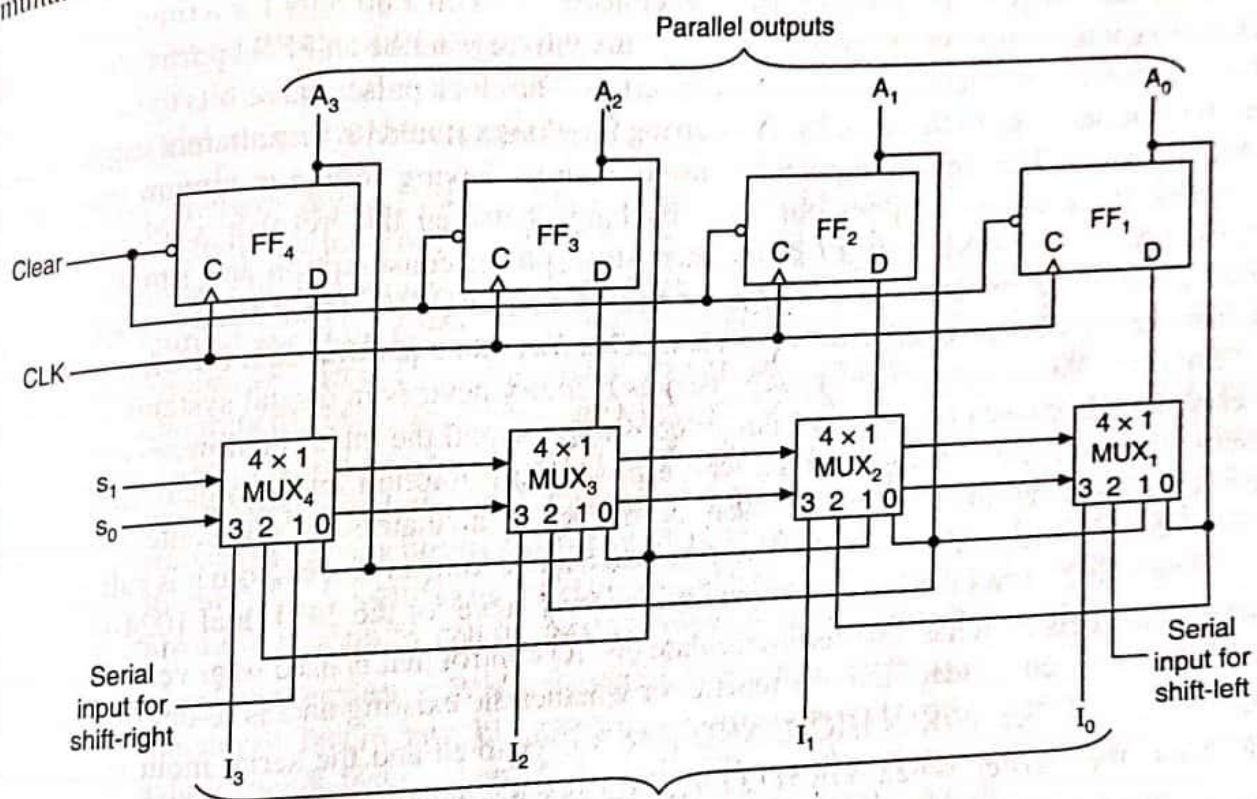 Parallel outputs
A3 A2 A1 A0
FF4 FF3 FF2 FF1
Clear
C D C D C D C D
CLK
4 × 1 4 × 1 4 × 1 4 × 1
MUX4 MUX3 MUX2 MUX1
s1
s0
3 2 1 0 3 2 1 0 3 2 1 0 3 2 1 0
Serial
input for
shift-right
Serial
input for
shift-left
I3 I2 I1 I0